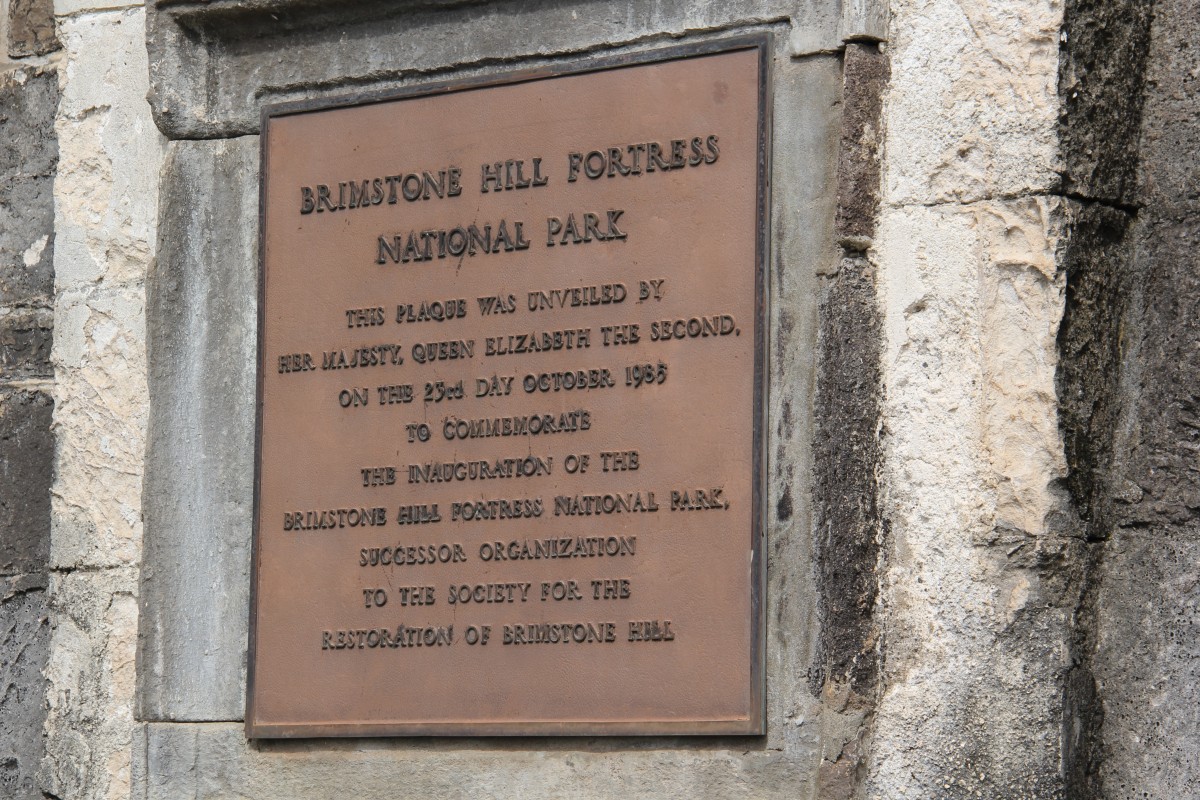 BRIMSTONE HILL FORTRESS
NATIONAL PARK
THIS PLAQUE WAS UNVEILED BY
HER MAJESTY, QUEEN ELIZABETH THE SECOND,
ON THE 23rd DAY OCTOBER 1985
TO COMMEMORATE
THE INAUGURATION OF THE
BRIMSTONE HILL FORTRESS NATIONAL PARK,
SUCCESSOR ORGANIZATION
TO THE SOCIETY FOR THE
RESTORATION OF BRIMSTONE HILL